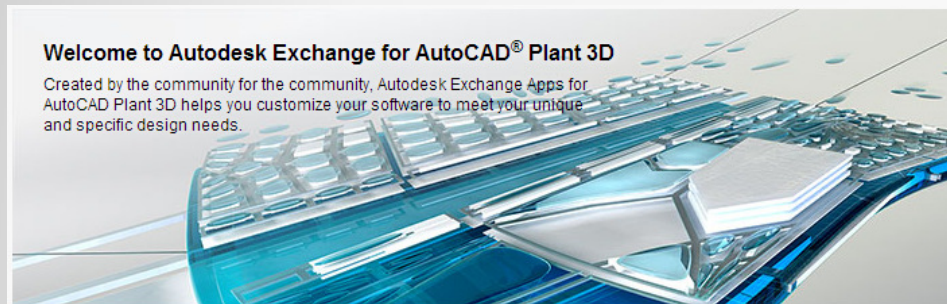 Welcome to Autodesk Exchange for AutoCAD® Plant 3D
Created by the community for the community, Autodesk Exchange Apps for
AutoCAD Plant 3D helps you customize your software to meet your unique
and specific design needs.